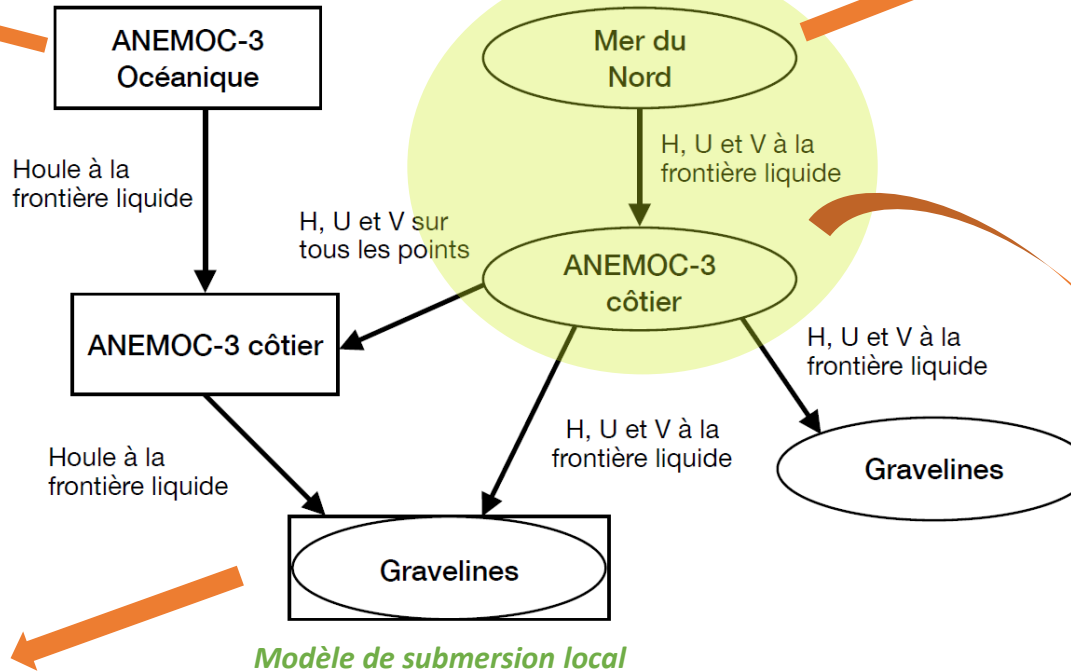 ANEMOC-3
Océanique
Mer du
Nord
Houle à la
frontière liquide
H, U et V à la
frontière liquide
H, U et V sur
tous les points
ANEMOC-3
côtier
ANEMOC-3 côtier
H, U et V à la
frontière liquide
Houle à la
frontière liquide
H, U et V à la
frontière liquide
Gravelines
Gravelines
Modèle de submersion local